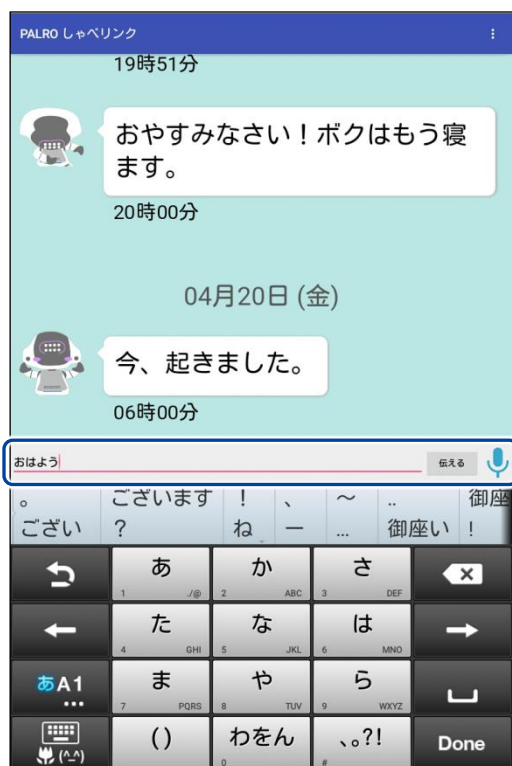 PALRO しゃべリンク
19時51分
おやすみなさい！ボクはもう寝
ます。
20時00分
04月20日 (金)
今、起きました。
06時00分
おはよう 伝える
。 ございます ！ 、 ～ .. 御座
ござい ? ね ー ... 御座い ！
あ か さ
1 ./@ 2 ABC 3 DEF
た な は
4 GHI 5 JKL 6 MNO
あA1 ま や ら
7 PQRS 8 TUV 9 WXYZ
(^_^) () わをん 、。?! Done
0 #